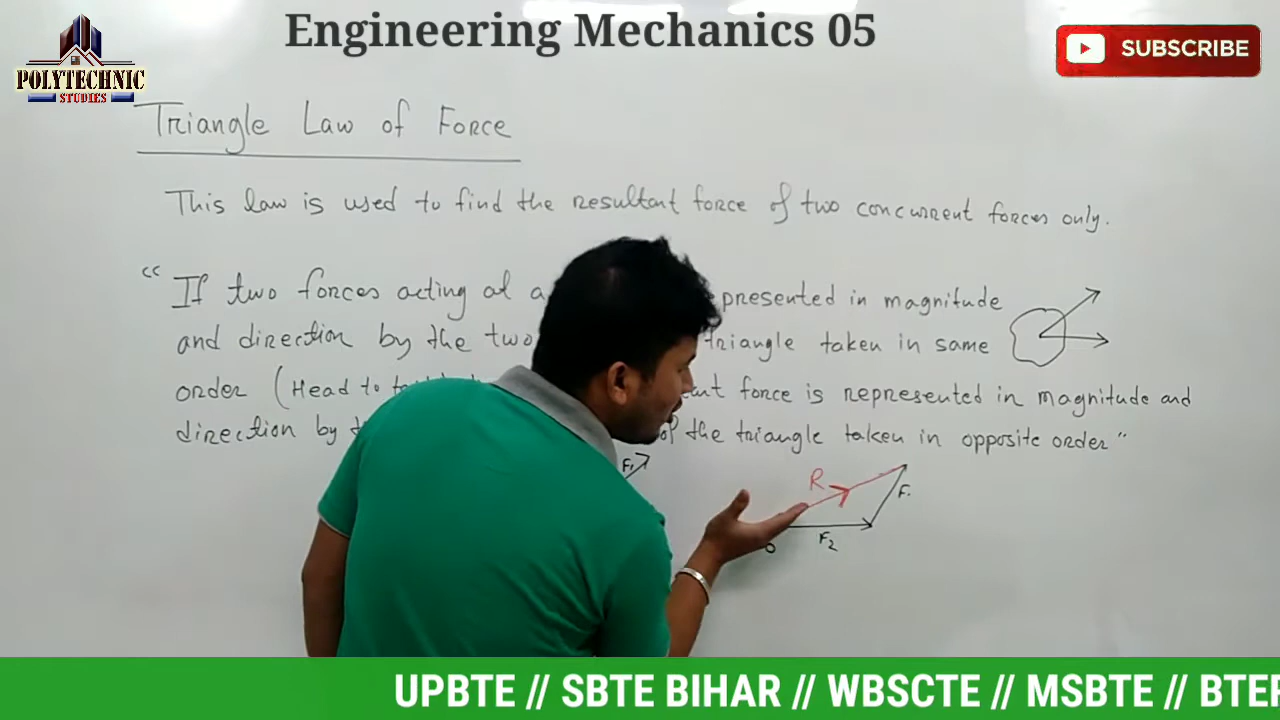 Engineering Mechanics 05
POLYTECHNIC
STUDIES
SUBSCRIBE
Triangle Law of Force
This law is used to find the resultant force of two concurrent forces only.
“ If two forces acting at a presented in magnitude
and direction by the two triangle taken in same
order (Head to force is represented in magnitude and
direction by of the triangle taken in opposite order”
F1
R
F
F2
O
UPBTE // SBTE BIHAR // WBSCTE // MSBTE // BTE